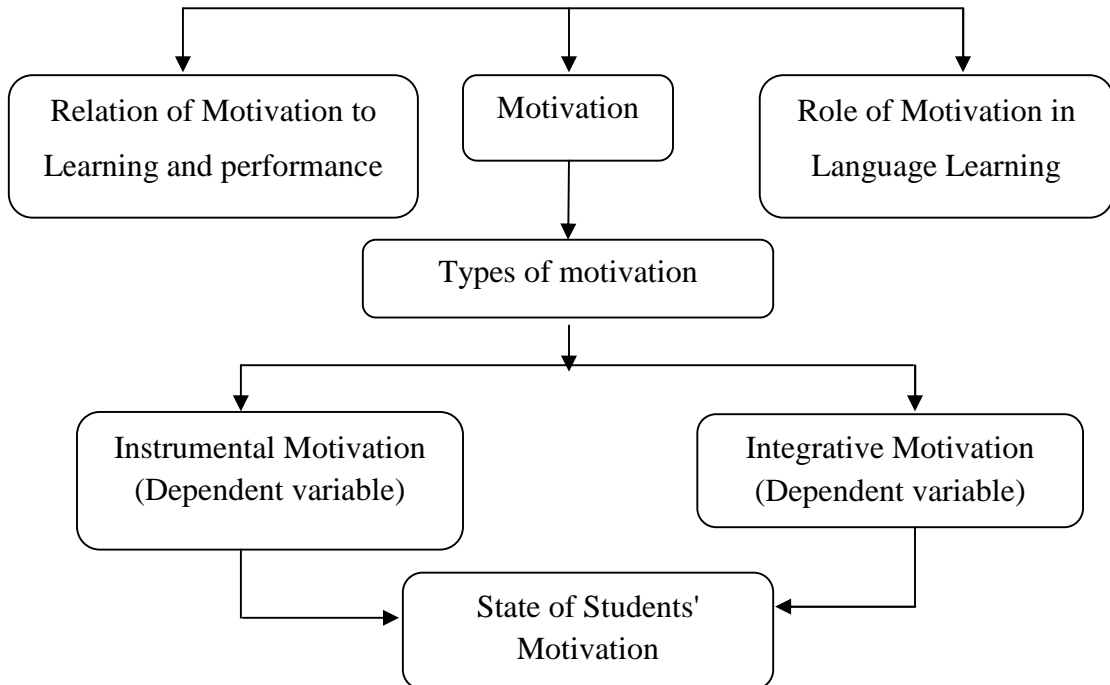 Relation of Motivation to
Learning and performance
Motivation
Role of Motivation in
Language Learning
Types of motivation
Instrumental Motivation
(Dependent variable)
Integrative Motivation
(Dependent variable)
State of Students'
Motivation